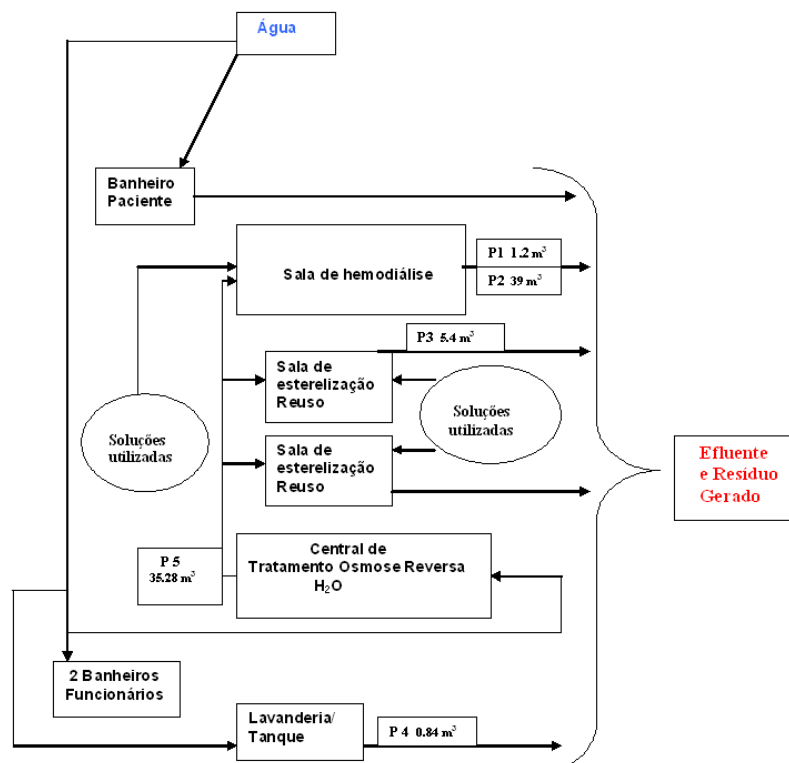 Água
Banheiro
Paciente
Sala de hemodiálise
P1 1.2 m³
P2 39 m³
P3 5.4 m³
Sala de
esterelização
Reuso
Soluções
utilizadas
Soluções
utilizadas
Sala de
esterelização
Reuso
Efluente
e Resíduo
Gerado
P 5
35.28 m³
Central de
Tratamento Osmose Reversa
H₂O
2 Banheiros
Funcionários
Lavanderia/
Tanque
P 4 0.84 m³